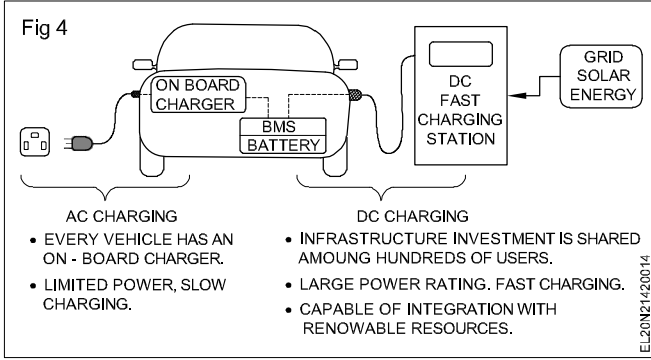 Fig 4
ON BOARD
CHARGER
BMS
BATTERY
DC
FAST
CHARGING
STATION
GRID
SOLAR
ENERGY
AC CHARGING
• EVERY VEHICLE HAS AN
ON - BOARD CHARGER.
• LIMITED POWER, SLOW
CHARGING.
DC CHARGING
• INFRASTRUCTURE INVESTMENT IS SHARED
AMOUNG HUNDREDS OF USERS.
• LARGE POWER RATING. FAST CHARGING.
• CAPABLE OF INTEGRATION WITH
RENOWABLE RESOURCES.
EL20N21420014